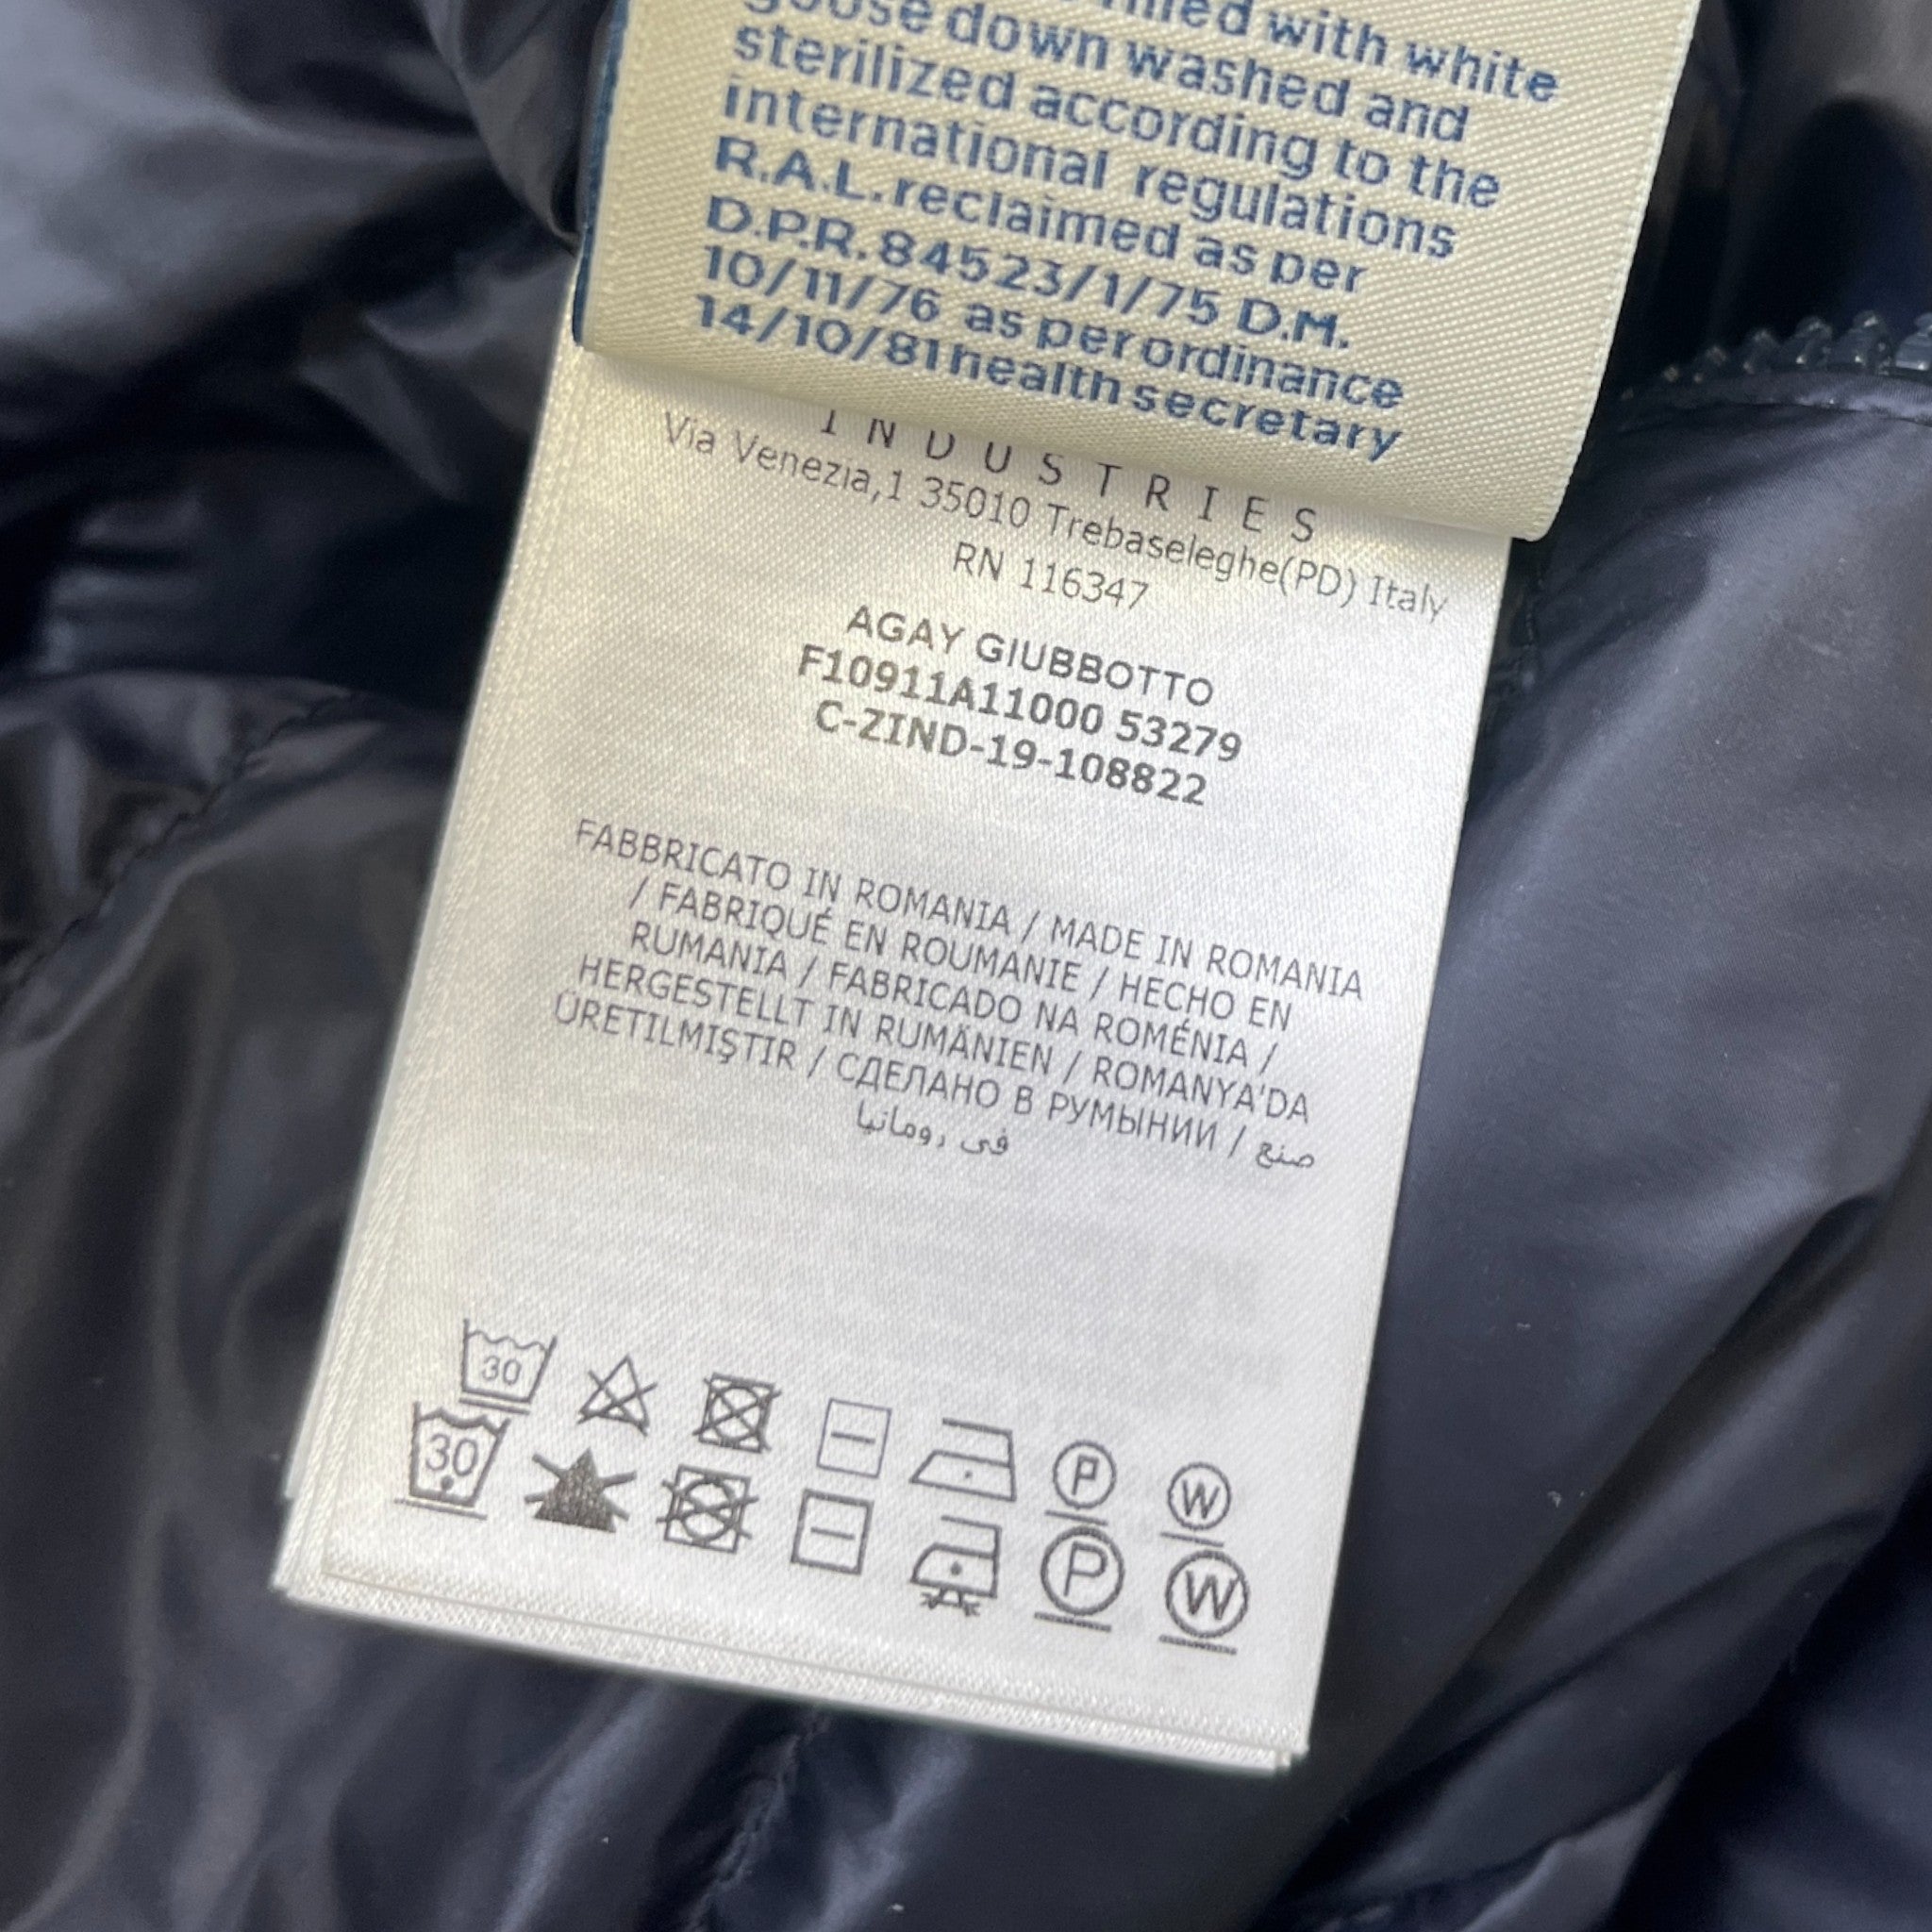 filled with white
goose down washed and
sterilized according to the
international regulations
R.A.L. reclaimed as per
D.P.R. 84523/1/75 D.M.
10/11/76 as per ordinance
14/10/81 health secretary
INDUSTRIES
Via Venezia,1 35010 Trebaseleghe(PD) Italy
RN 116347
AGAY GIUBBOTTO
F10911A11000 53279
C-ZIND-19-108822
FABBRICATO IN ROMANIA / MADE IN ROMANIA
/ FABRIQUÉ EN ROUMANIE / HECHO EN
RUMANIA / FABRICADO NA ROMÉNIA /
HERGESTELLT IN RUMÄNIEN / ROMANYA'DA
ÜRETILMIŞTIR / СДЕЛАНО В РУМЫНИИ / صنع
في رومانيا
30 P W
30 P W